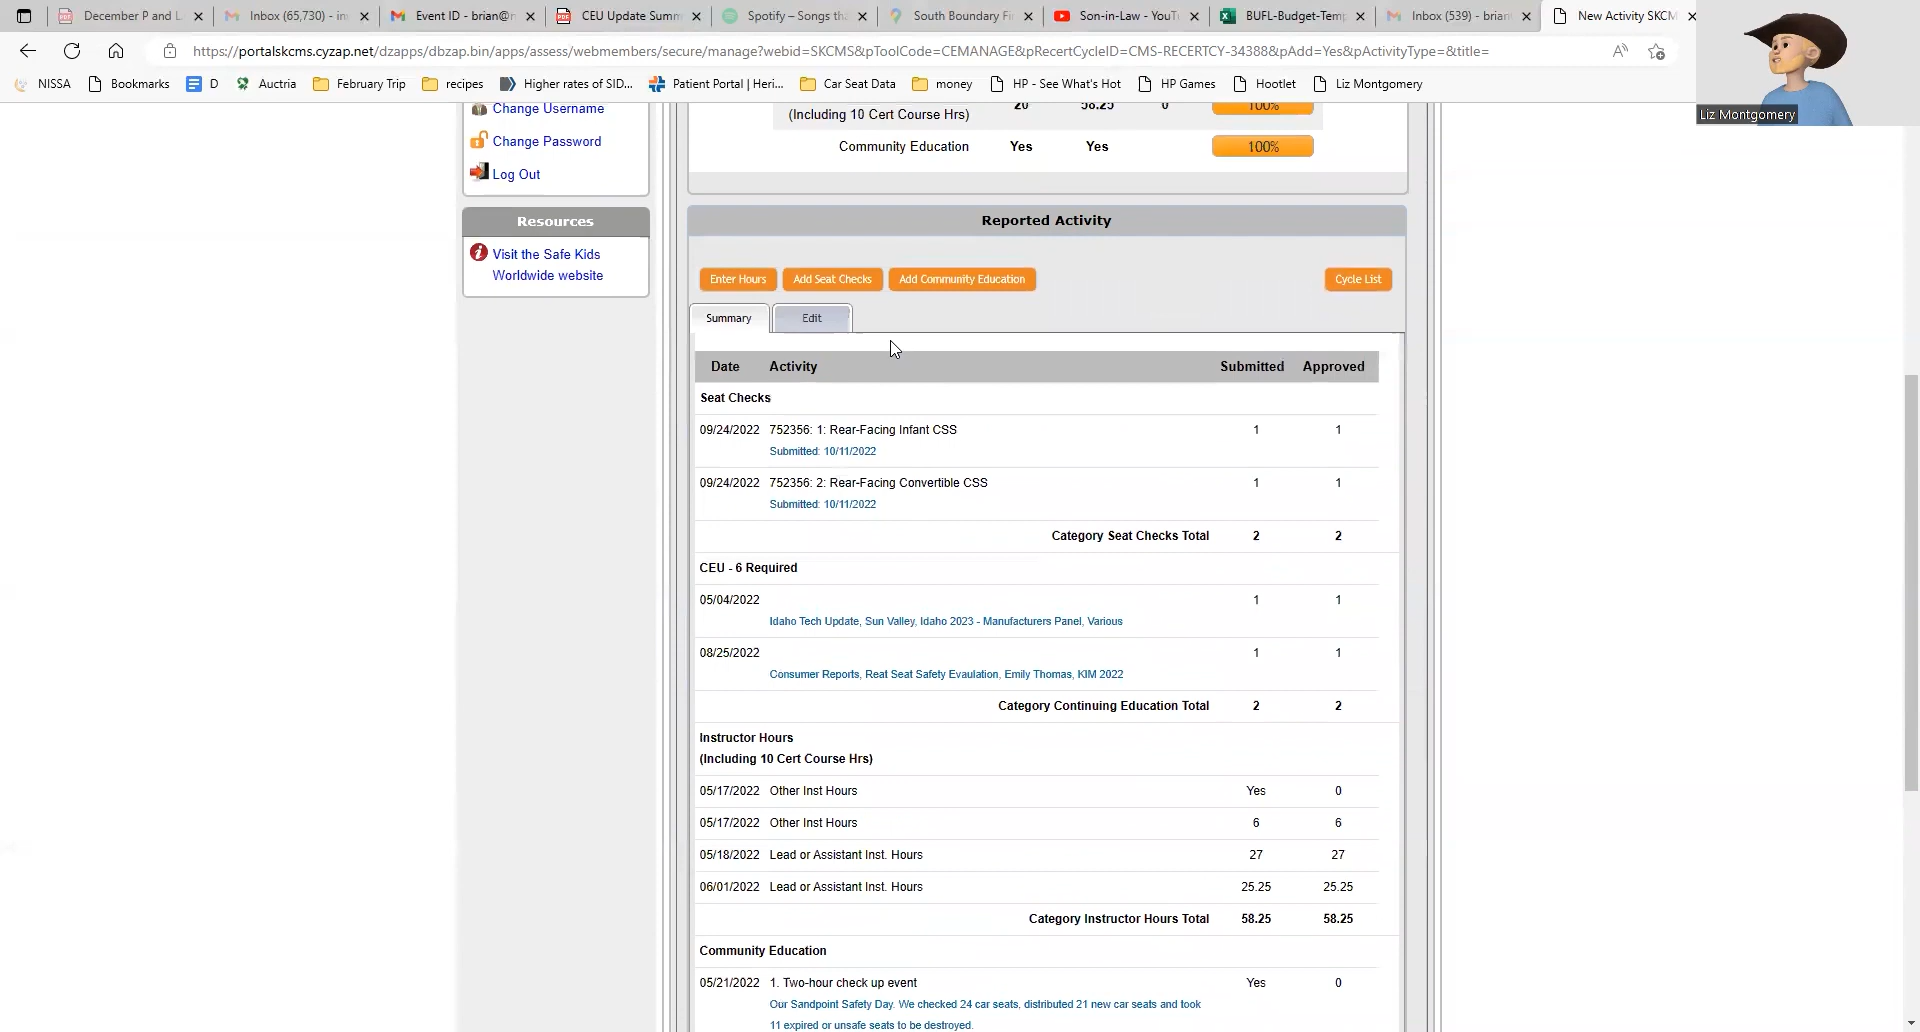 December P and L
Inbox (65,730) - in
Event ID - brian@n
CEU Update Summ
Spotify – Songs tha
South Boundary Fi
Son-in-Law - YouT
BUFL-Budget-Temp
Inbox (539) - brian
New Activity SKCM
https://portalskcms.cyzap.net/dzapps/dbzap.bin/apps/assess/webmembers/secure/manage?webid=SKCMS&pToolCode=CEMANAGE&pRecertCycleID=CMS-RECERTCY-34388&pAdd=Yes&pActivityType=&title=
NISSA
Bookmarks
D
Auctria
February Trip
recipes
Higher rates of SID...
Patient Portal | Heri...
Car Seat Data
money
HP - See What's Hot
HP Games
Hootlet
Liz Montgomery
Liz Montgomery
Change Username
Change Password
Log Out
Resources
Visit the Safe Kids
Worldwide website
20 58.25 0 100%
(Including 10 Cert Course Hrs)
Community Education Yes Yes 100%
Reported Activity
Enter Hours Add Seat Checks Add Community Education Cycle List
Summary Edit
Date Activity Submitted Approved
Seat Checks
09/24/2022 752356: 1: Rear-Facing Infant CSS 1 1
Submitted: 10/11/2022
09/24/2022 752356: 2: Rear-Facing Convertible CSS 1 1
Submitted: 10/11/2022
Category Seat Checks Total 2 2
CEU - 6 Required
05/04/2022 1 1
Idaho Tech Update, Sun Valley, Idaho 2023 - Manufacturers Panel, Various
08/25/2022 1 1
Consumer Reports, Reat Seat Safety Evaulation, Emily Thomas, KIM 2022
Category Continuing Education Total 2 2
Instructor Hours
(Including 10 Cert Course Hrs)
05/17/2022 Other Inst Hours Yes 0
05/17/2022 Other Inst Hours 6 6
05/18/2022 Lead or Assistant Inst. Hours 27 27
06/01/2022 Lead or Assistant Inst. Hours 25.25 25.25
Category Instructor Hours Total 58.25 58.25
Community Education
05/21/2022 1. Two-hour check up event Yes 0
Our Sandpoint Safety Day. We checked 24 car seats, distributed 21 new car seats and took
11 expired or unsafe seats to be destroyed.